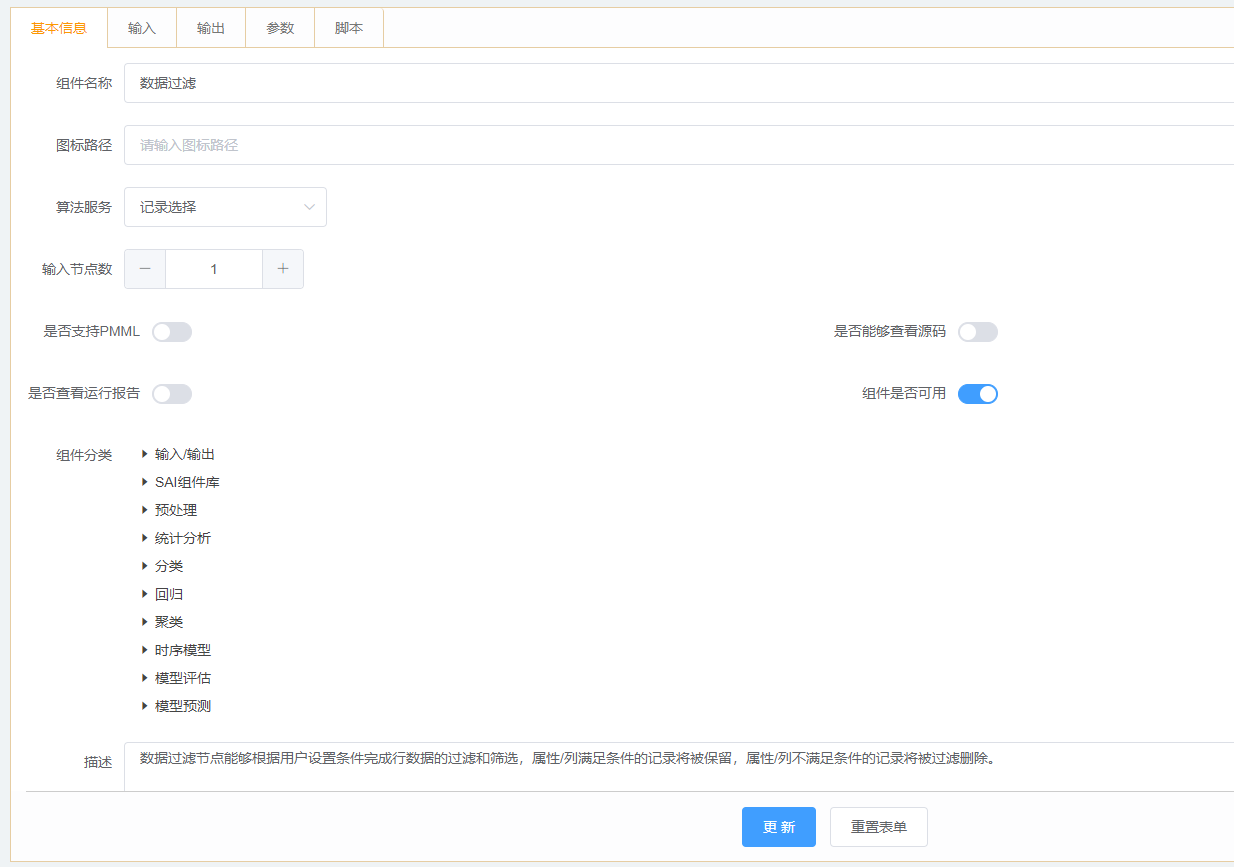 基本信息 输入 输出 参数 脚本
组件名称 数据过滤
图标路径 请输入图标路径
算法服务 记录选择
输入节点数 1
是否支持PMML 是否能够查看源码
是否查看运行报告 组件是否可用
组件分类 输入/输出
SAI组件库
预处理
统计分析
分类
回归
聚类
时序模型
模型评估
模型预测
描述 数据过滤节点能够根据用户设置条件完成行数据的过滤和筛选，属性/列满足条件的记录将被保留，属性/列不满足条件的记录将被过滤删除。
更新 重置表单